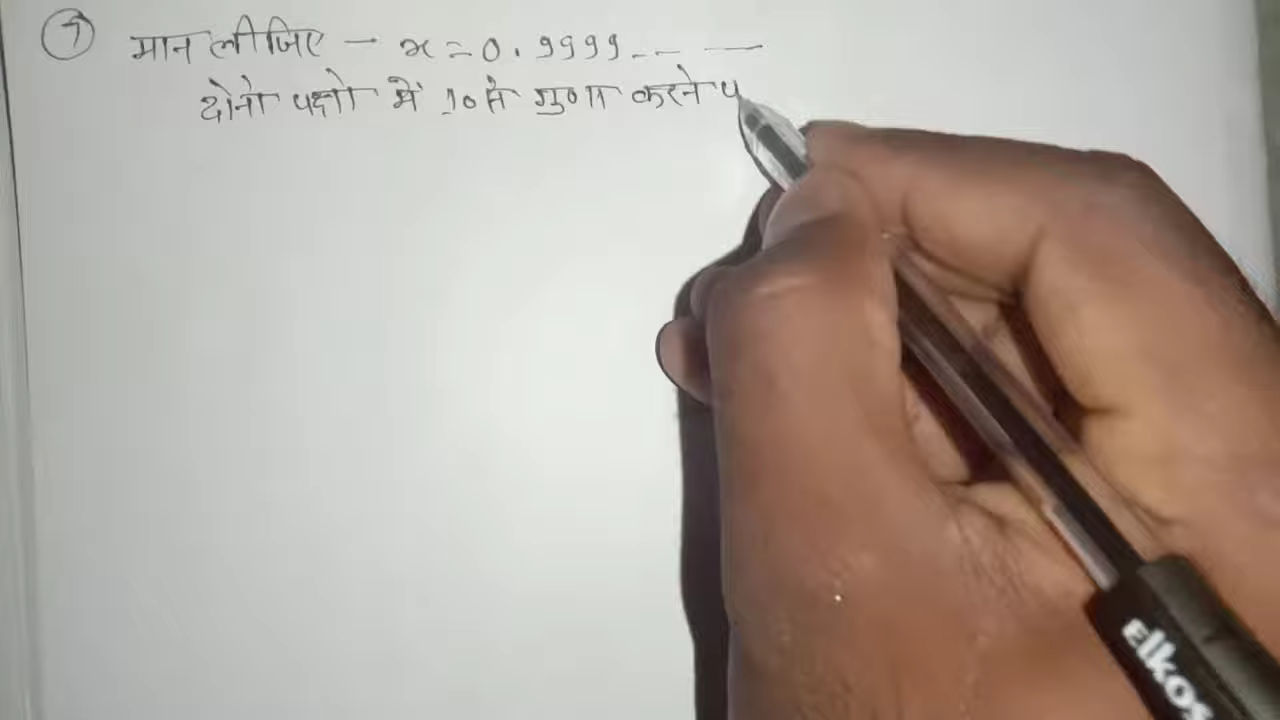 7 मान लीजिए - x = 0.9999-- --
दोनो पक्षो में 10 से गुणा करने प
Elkos